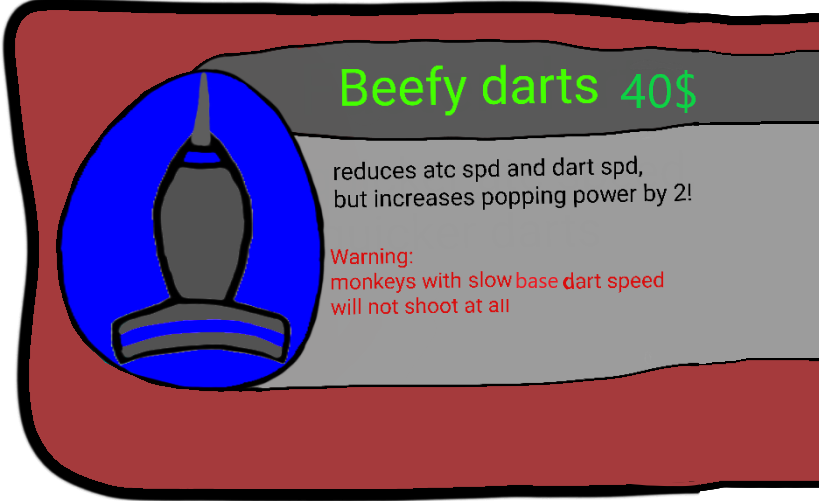 Beefy darts 40$
reduces atc spd and dart spd,
but increases popping power by 2!
Warning:
monkeys with slow base dart speed
will not shoot at all